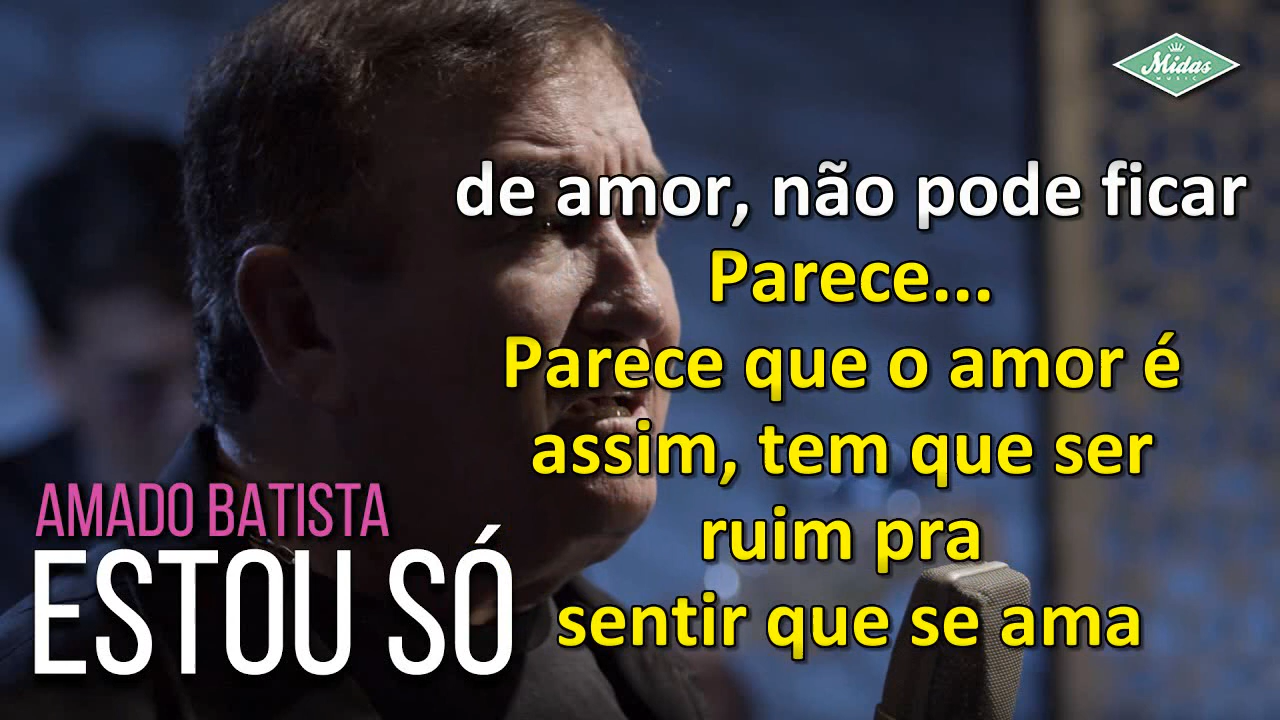 Midas
MUSIC
de amor, não pode ficar
Parece...
Parece que o amor é
assim, tem que ser
ruim pra
sentir que se ama
AMADO BATISTA
ESTOU SÓ